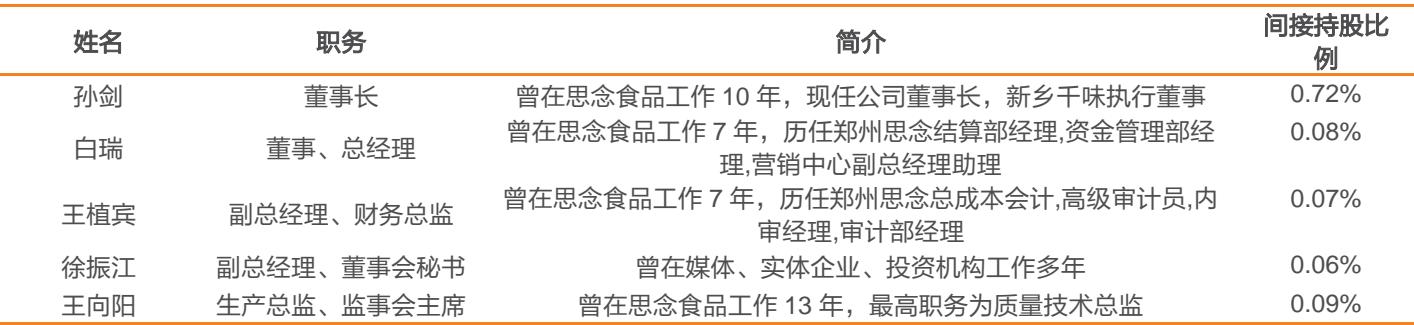 姓名 职务 简介 间接持股比
例
孙剑 董事长 曾在思念食品工作 10 年，现任公司董事长，新乡千味执行董事 0.72%
白瑞 董事、总经理 曾在思念食品工作 7 年，历任郑州思念结算部经理,资金管理部经 0.08%
理,营销中心副总经理助理
王植宾 副总经理、财务总监 曾在思念食品工作 7 年，历任郑州思念总成本会计,高级审计员,内 0.07%
审经理,审计部经理
徐振江 副总经理、董事会秘书 曾在媒体、实体企业、投资机构工作多年 0.06%
王向阳 生产总监、监事会主席 曾在思念食品工作 13 年，最高职务为质量技术总监 0.09%